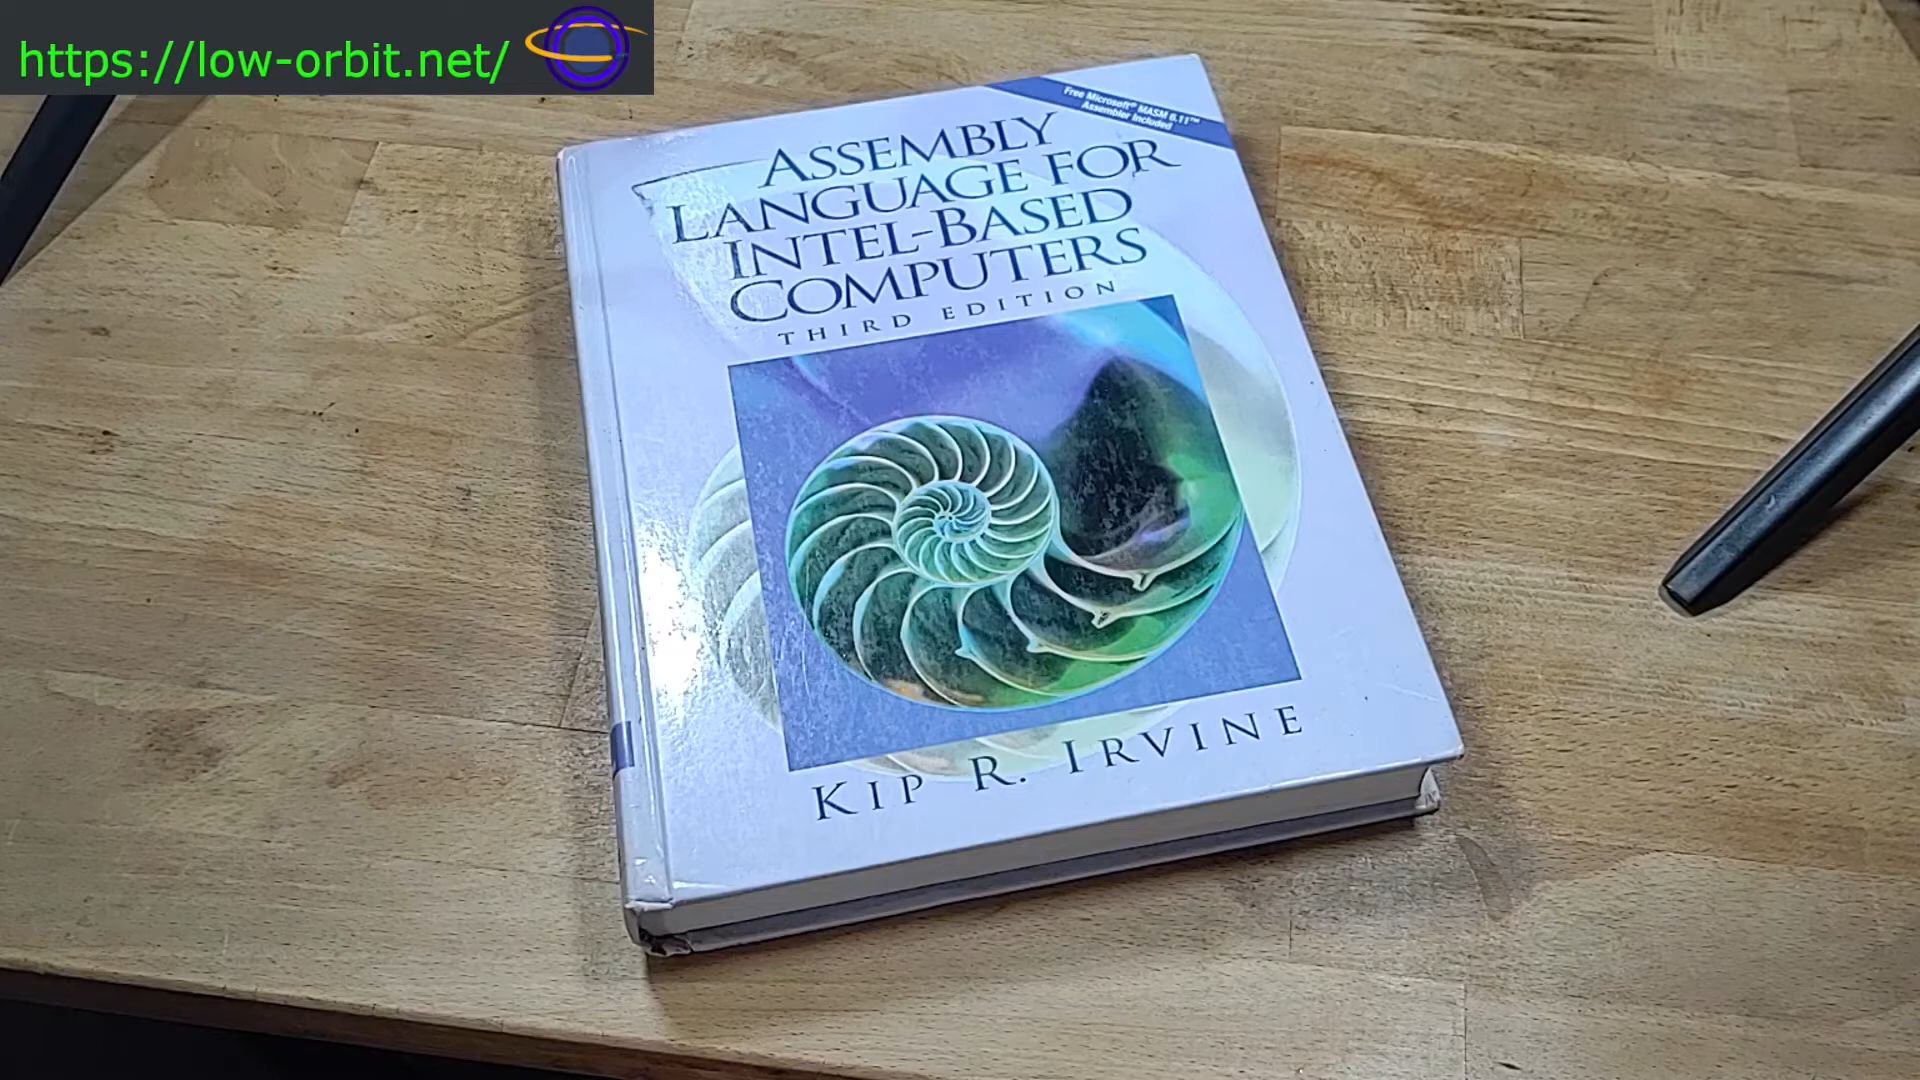 https://low-orbit.net/
Free Microsoft® MASM 6.11™
Assembler Included
ASSEMBLY
LANGUAGE FOR
INTEL-BASED
COMPUTERS
THIRD EDITION
KIP R. IRVINE